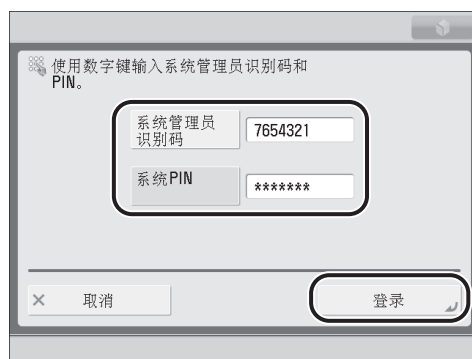 使用数字键输入系统管理员识别码和
PIN。
系统管理员
识别码
7654321
系统PIN
*******
× 取消
登录